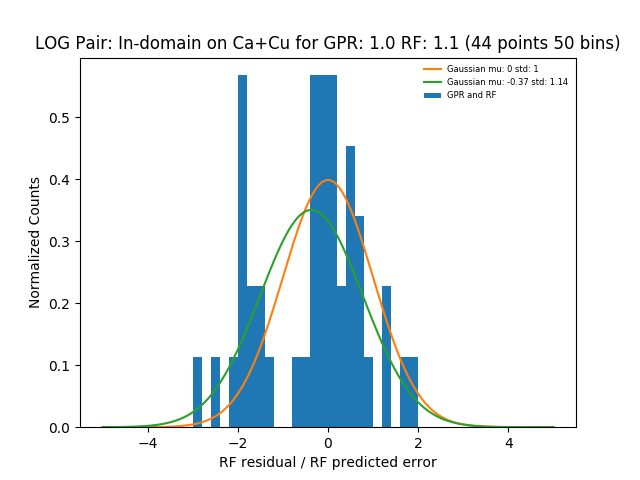 LOG Pair: In-domain on Ca+Cu for GPR: 1.0 RF: 1.1 (44 points 50 bins)
Gaussian mu: 0 std: 1
Gaussian mu: -0.37 std: 1.14
GPR and RF
Normalized Counts
0.5
0.4
0.3
0.2
0.1
0.0
−4
−2
0
2
4
RF residual / RF predicted error